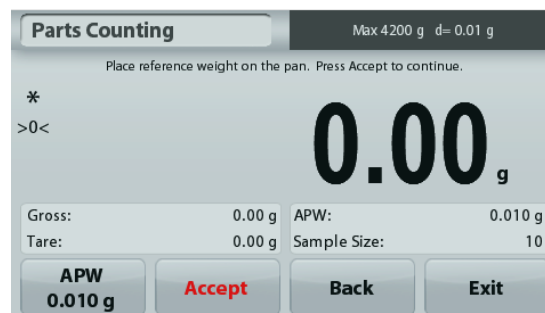 Parts Counting
Max 4200 g d= 0.01 g
Place reference weight on the pan. Press Accept to continue.
*
>0<
0.00 g
Gross: 0.00 g APW: 0.010 g
Tare: 0.00 g Sample Size: 10
APW
0.010 g
Accept
Back
Exit